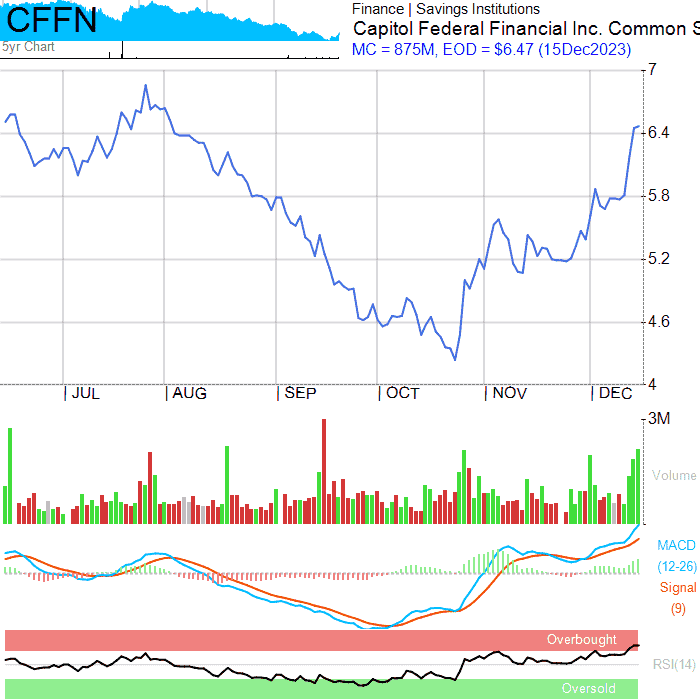 CFFN
5yr Chart
Finance | Savings Institutions
Capitol Federal Financial Inc. Common S
MC = 875M, EOD = $6.47 (15Dec2023)
7
6.4
5.8
5.2
4.6
4
| JUL | AUG | SEP | OCT | NOV | DEC
3M
Volume
MACD
(12-26)
Signal
(9)
Overbought
RSI(14)
Oversold